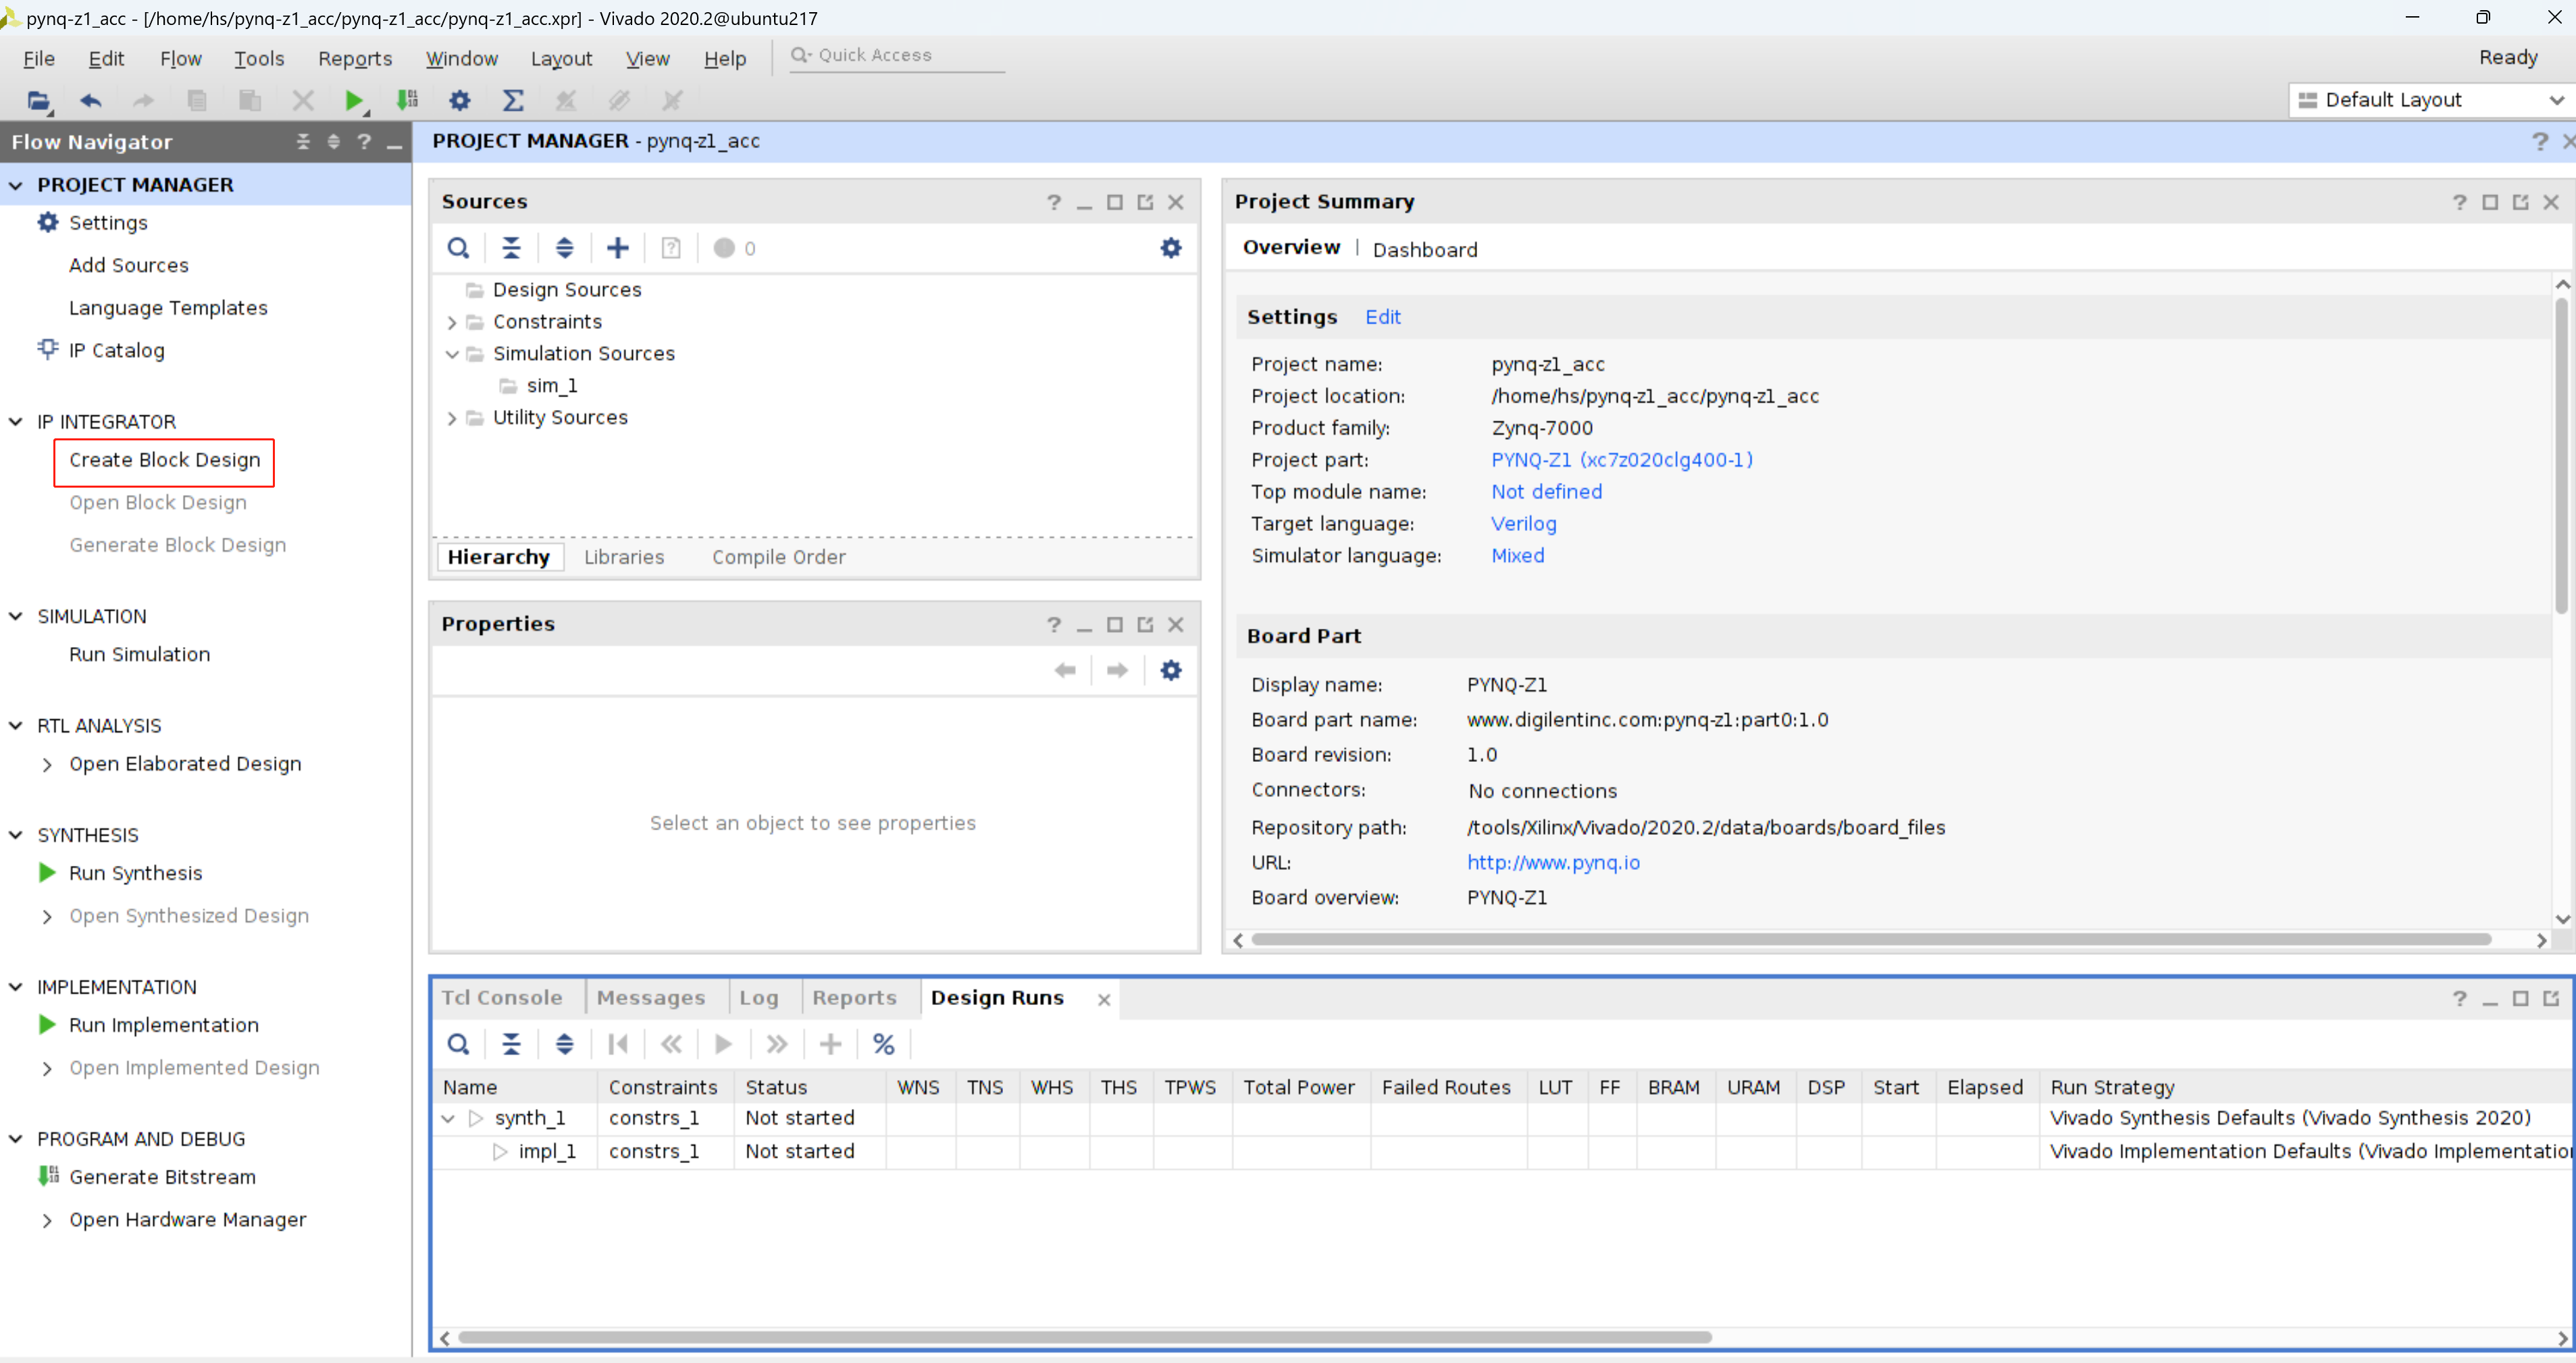 pynq-z1_acc - [/home/hs/pynq-z1_acc/pynq-z1_acc/pynq-z1_acc.xpr] - Vivado 2020.2@ubuntu217
File Edit Flow Tools Reports Window Layout View Help Quick Access Ready
Default Layout
Flow Navigator
PROJECT MANAGER
Settings
Add Sources
Language Templates
IP Catalog
IP INTEGRATOR
Create Block Design
Open Block Design
Generate Block Design
SIMULATION
Run Simulation
RTL ANALYSIS
Open Elaborated Design
SYNTHESIS
Run Synthesis
Open Synthesized Design
IMPLEMENTATION
Run Implementation
Open Implemented Design
PROGRAM AND DEBUG
Generate Bitstream
Open Hardware Manager
PROJECT MANAGER - pynq-z1_acc
Sources
0
Design Sources
Constraints
Simulation Sources
sim_1
Utility Sources
Hierarchy Libraries Compile Order
Properties
Select an object to see properties
Project Summary
Overview | Dashboard
Settings Edit
Project name: pynq-z1_acc
Project location: /home/hs/pynq-z1_acc/pynq-z1_acc
Product family: Zynq-7000
Project part: PYNQ-Z1 (xc7z020clg400-1)
Top module name: Not defined
Target language: Verilog
Simulator language: Mixed
Board Part
Display name: PYNQ-Z1
Board part name: www.digilentinc.com:pynq-z1:part0:1.0
Board revision: 1.0
Connectors: No connections
Repository path: /tools/Xilinx/Vivado/2020.2/data/boards/board_files
URL: http://www.pynq.io
Board overview: PYNQ-Z1
Tcl Console Messages Log Reports Design Runs
Name Constraints Status WNS TNS WHS THS TPWS Total Power Failed Routes LUT FF BRAM URAM DSP Start Elapsed Run Strategy
synth_1 constrs_1 Not started Vivado Synthesis Defaults (Vivado Synthesis 2020)
impl_1 constrs_1 Not started Vivado Implementation Defaults (Vivado Implementation